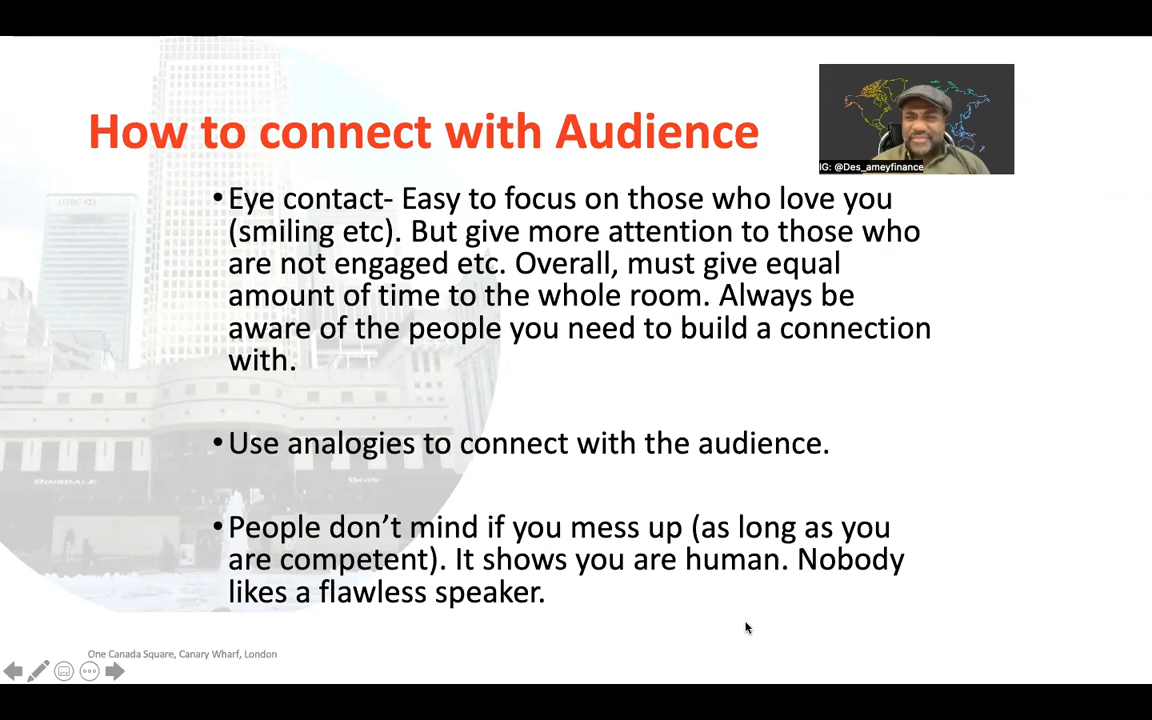 How to connect with Audience
IG: @Des_ameyfinance
•Eye contact- Easy to focus on those who love you
(smiling etc). But give more attention to those who
are not engaged etc. Overall, must give equal
amount of time to the whole room. Always be
aware of the people you need to build a connection
with.
•Use analogies to connect with the audience.
•People don’t mind if you mess up (as long as you
are competent). It shows you are human. Nobody
likes a flawless speaker.
HSBC
BOISDALE
One Canada Square, Canary Wharf, London